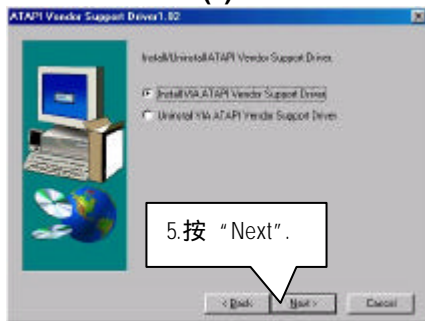 ATAPI Vendor Support Driver1.02
Install/Uninstall ATAPI Vendor Support Driver.
Install VIA ATAPI Vendor Support Driver
Uninstall VIA ATAPI Vendor Support Driver
5.按 “Next”.
< Back
Next >
Cancel